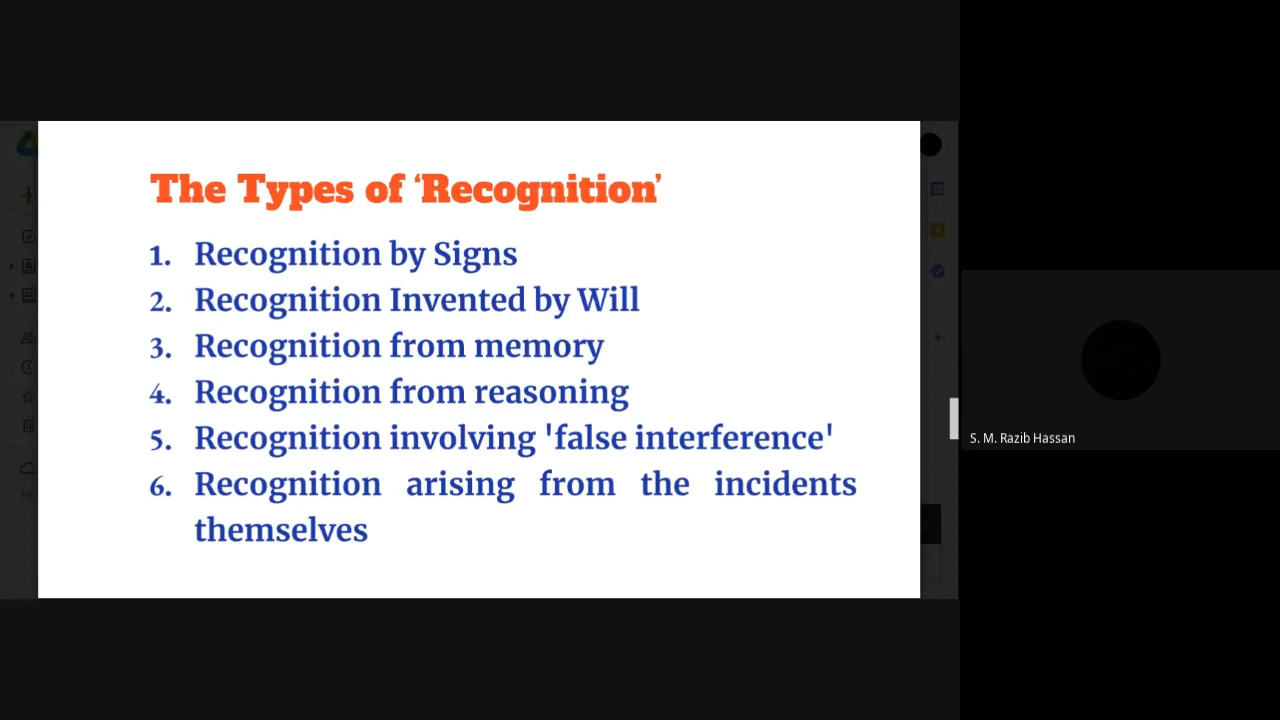 The Types of ‘Recognition’
1. Recognition by Signs
2. Recognition Invented by Will
3. Recognition from memory
4. Recognition from reasoning
5. Recognition involving 'false interference'
6. Recognition arising from the incidents
themselves
S. M. Razib Hassan